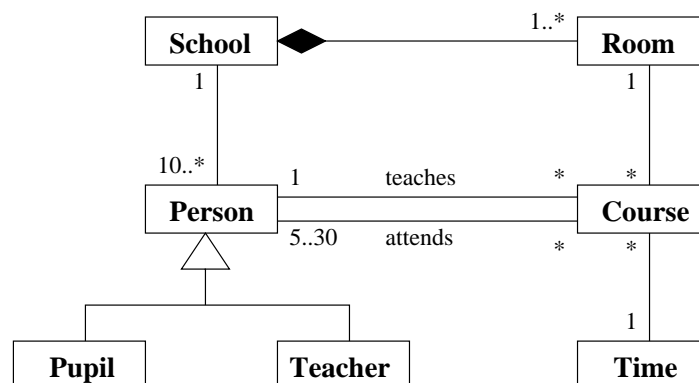 1..*
School
Room
1
1
10..*
1
teaches
*
*
Person
Course
5..30
attends
*
*
1
Pupil
Teacher
Time